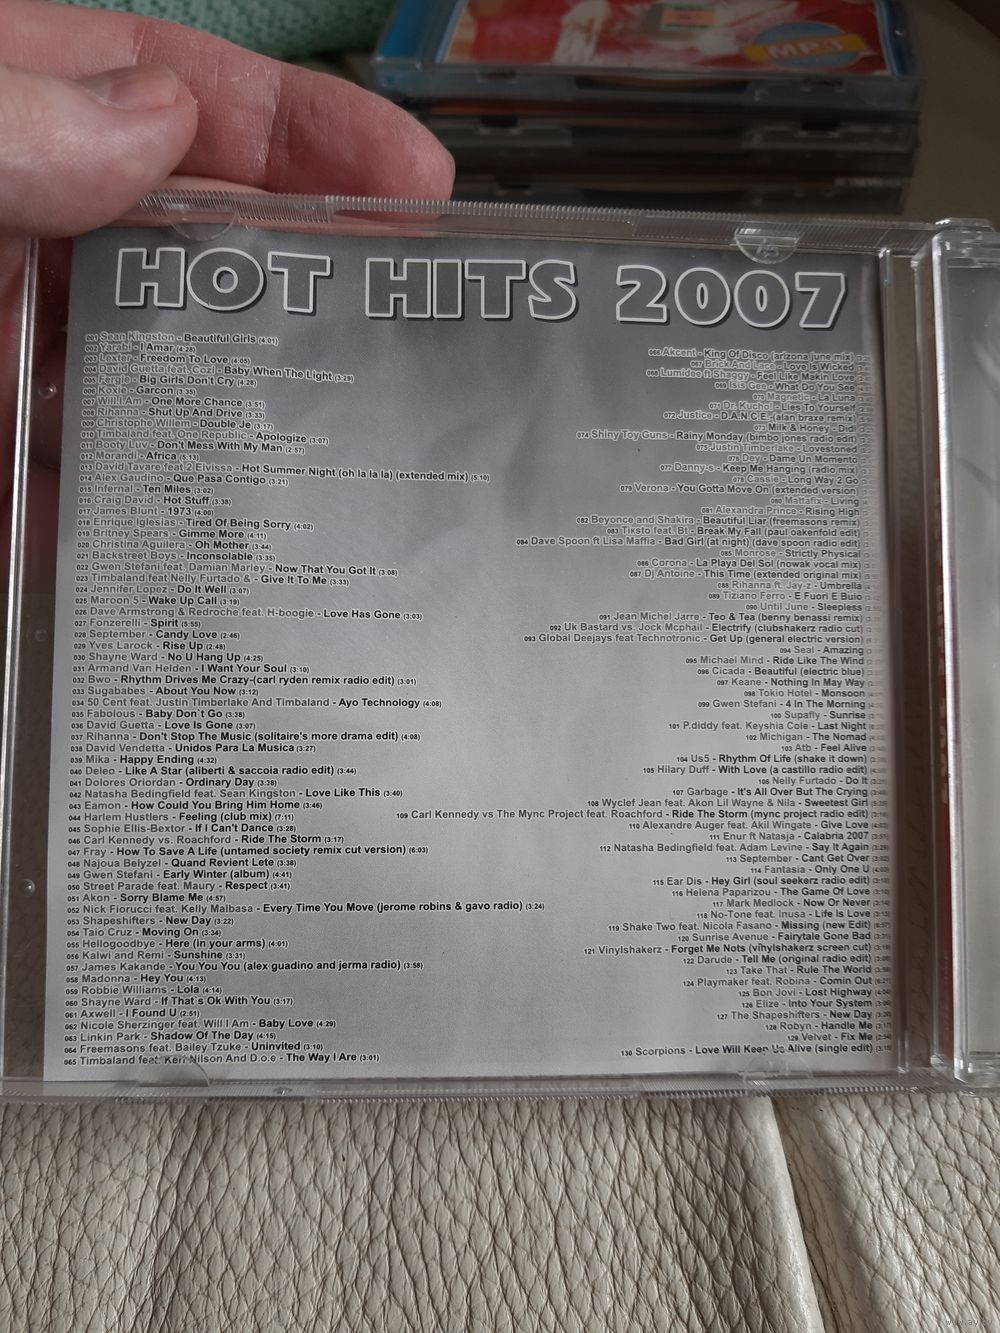 MP3
HOT HITS 2007
001 Sean Kingston - Beautiful Girls (4:01)
002 Yarabi - I Amar (4:28)
003 Lexter - Freedom To Love (4:05)
004 David Guetta feat. Cozi - Baby When The Light (3:29)
005 Fergie - Big Girls Don't Cry (4:28)
006 Koxie - Garcon (3:35)
007 Will.I.Am - One More Chance (3:51)
008 Rihanna - Shut Up And Drive (3:33)
009 Christophe Willem - Double Je (3:17)
010 Timbaland feat. One Republic - Apologize (3:07)
011 Booty Luv - Don't Mess With My Man (2:57)
012 Morandi - Africa (5:13)
013 David Tavare feat 2 Eivissa - Hot Summer Night (oh la la la) (extended mix) (5:10)
014 Alex Gaudino - Que Pasa Contigo (3:21)
015 Infernal - Ten Miles (3:02)
016 Craig David - Hot Stuff (3:38)
017 James Blunt - 1973 (4:00)
018 Enrique Iglesias - Tired Of Being Sorry (4:02)
019 Britney Spears - Gimme More (4:11)
020 Christina Aguilera - Oh Mother (3:44)
021 Backstreet Boys - Inconsolable (3:35)
022 Gwen Stefani feat. Damian Marley - Now That You Got It (3:08)
023 Timbaland feat Nelly Furtado & - Give It To Me (3:33)
024 Jennifer Lopez - Do It Well (3:07)
025 Maroon 5 - Wake Up Call (3:19)
026 Dave Armstrong & Redroche feat. H-boogie - Love Has Gone (3:03)
027 Fonzerelli - Spirit (5:55)
028 September - Candy Love (2:46)
029 Yves Larock - Rise Up (2:48)
030 Shayne Ward - No U Hang Up (4:25)
031 Armand Van Helden - I Want Your Soul (3:10)
032 Bwo - Rhythm Drives Me Crazy-(carl ryden remix radio edit) (3:01)
033 Sugababes - About You Now (3:12)
034 50 Cent feat. Justin Timberlake And Timbaland - Ayo Technology (4:08)
035 Fabolous - Baby Don`t Go (3:38)
036 David Guetta - Love Is Gone (3:07)
037 Rihanna - Don't Stop The Music (solitaire's more drama edit) (4:08)
038 David Vendetta - Unidos Para La Musica (3:27)
039 Mika - Happy Ending (4:32)
040 Deleo - Like A Star (aliberti & saccoia radio edit) (3:44)
041 Dolores Oriordan - Ordinary Day (3:38)
042 Natasha Bedingfield feat. Sean Kingston - Love Like This (3:40)
043 Eamon - How Could You Bring Him Home (3:46)
044 Harlem Hustlers - Feeling (club mix) (7:11)
045 Sophie Ellis-Bextor - If I Can't Dance (3:28)
046 Carl Kennedy vs. Roachford - Ride The Storm (3:17)
047 Fray - How To Save A Life (untamed society remix cut version) (6:03)
048 Najoua Belyzel - Quand Revient Lete (3:38)
049 Gwen Stefani - Early Winter (album) (4:41)
050 Street Parade feat. Maury - Respect (3:41)
051 Akon - Sorry Blame Me (4:57)
052 Nick Fiorucci feat. Kelly Malbasa - Every Time You Move (jerome robins & gavo radio) (3:24)
053 Shapeshifters - New Day (3:22)
054 Taio Cruz - Moving On (3:34)
055 Hellogoodbye - Here (in your arms) (4:01)
056 Kalwi and Remi - Sunshine (3:31)
057 James Kakande - You You You (alex guadino and jerma radio) (3:58)
058 Madonna - Hey You (4:13)
059 Robbie Williams - Lola (4:14)
060 Shayne Ward - If That`s Ok With You (3:17)
061 Axwell - I Found U (2:51)
062 Nicole Sherzinger feat. Will I Am - Baby Love (4:29)
063 Linkin Park - Shadow Of The Day (4:15)
064 Freemasons feat. Bailey Tzuke - Uninvited (3:10)
065 Timbaland feat. Keri Nilson And D.o.e - The Way I Are (3:01)
066 Akcent - King Of Disco (arizona june mix)
067 Brick And Lace - Love Is Wicked
068 Lumidee ft Shaggy - Feel Like Makin Love
069 Isis Gee - What Do You See
070 Magnetic - La Luna
071 Dr. Kucho! - Lies To Yourself
072 Justice - D.A.N.C.E.-(alan braxe remix)
073 Milk & Honey - Didi
074 Shiny Toy Guns - Rainy Monday (bimbo jones radio edit)
075 Justin Timberlake - Lovestoned
076 Dey - Dame Un Momento
077 Danny-s - Keep Me Hanging (radio mix)
078 Cassie - Long Way 2 Go
079 Verona - You Gotta Move On (extended version)
080 Mattafix - Living
081 Alexandra Prince - Rising High
082 Beyonce and Shakira - Beautiful Liar (freemasons remix)
083 Tiksto feat. Bt - Break My Fall (paul oakenfold edit)
084 Dave Spoon ft Lisa Maffia - Bad Girl (at night) (dave spoon radio edit)
085 Monrose - Strictly Physical
086 Corona - La Playa Del Sol (nowak vocal mix)
087 Dj Antoine - This Time (extended original mix)
088 Rihanna ft. Jay-z - Umbrella
089 Tiziano Ferro - E Fuori E Buio
090 Until June - Sleepless
091 Jean Michel Jarre - Teo & Tea (benny benassi remix)
092 Uk Bastard vs. Jock Mcphail - Electrify (clubshakerz radio cut)
093 Global Deejays feat Technotronic - Get Up (general electric version)
094 Seal - Amazing
095 Michael Mind - Ride Like The Wind
096 Cicada - Beautiful (electric blue)
097 Keane - Nothing In May Way
098 Tokio Hotel - Monsoon
099 Gwen Stefani - 4 In The Morning
100 Supafly - Sunrise
101 P.diddy feat. Keyshia Cole - Last Night
102 Michigan - The Nomad
103 Atb - Feel Alive
104 Us5 - Rhythm Of Life (shake it down)
105 Hilary Duff - With Love (a castillo radio edit)
106 Nelly Furtado - Do It
107 Garbage - It's All Over But The Crying
108 Wyclef Jean feat. Akon Lil Wayne & Nila - Sweetest Girl
109 Carl Kennedy vs The Mync Project feat. Roachford - Ride The Storm (mync project radio edit)
110 Alexandre Auger feat. Akil Wingate - Give Love
111 Enur ft Natasja - Calabria 2007
112 Natasha Bedingfield feat. Adam Levine - Say It Again
113 September - Cant Get Over
114 Fantasia - Only One U
115 Ear Dis - Hey Girl (soul seekerz radio edit)
116 Helena Paparizou - The Game Of Love
117 Mark Medlock - Now Or Never
118 No-Tone feat. Inusa - Life Is Love
119 Shake Two feat. Nicola Fasano - Missing (new Edit)
120 Sunrise Avenue - Fairytale Gone Bad
121 Vinylshakerz - Forget Me Nots (vinylshakerz screen cut)
122 Darude - Tell Me (original radio edit)
123 Take That - Rule The World
124 Playmaker feat. Robina - Comin Out
125 Bon Jovi - Lost Highway
126 Elize - Into Your System
127 The Shapeshifters - New Day
128 Robyn - Handle Me
129 Velvet - Fix Me
130 Scorpions - Love Will Keep Us Alive (single edit)